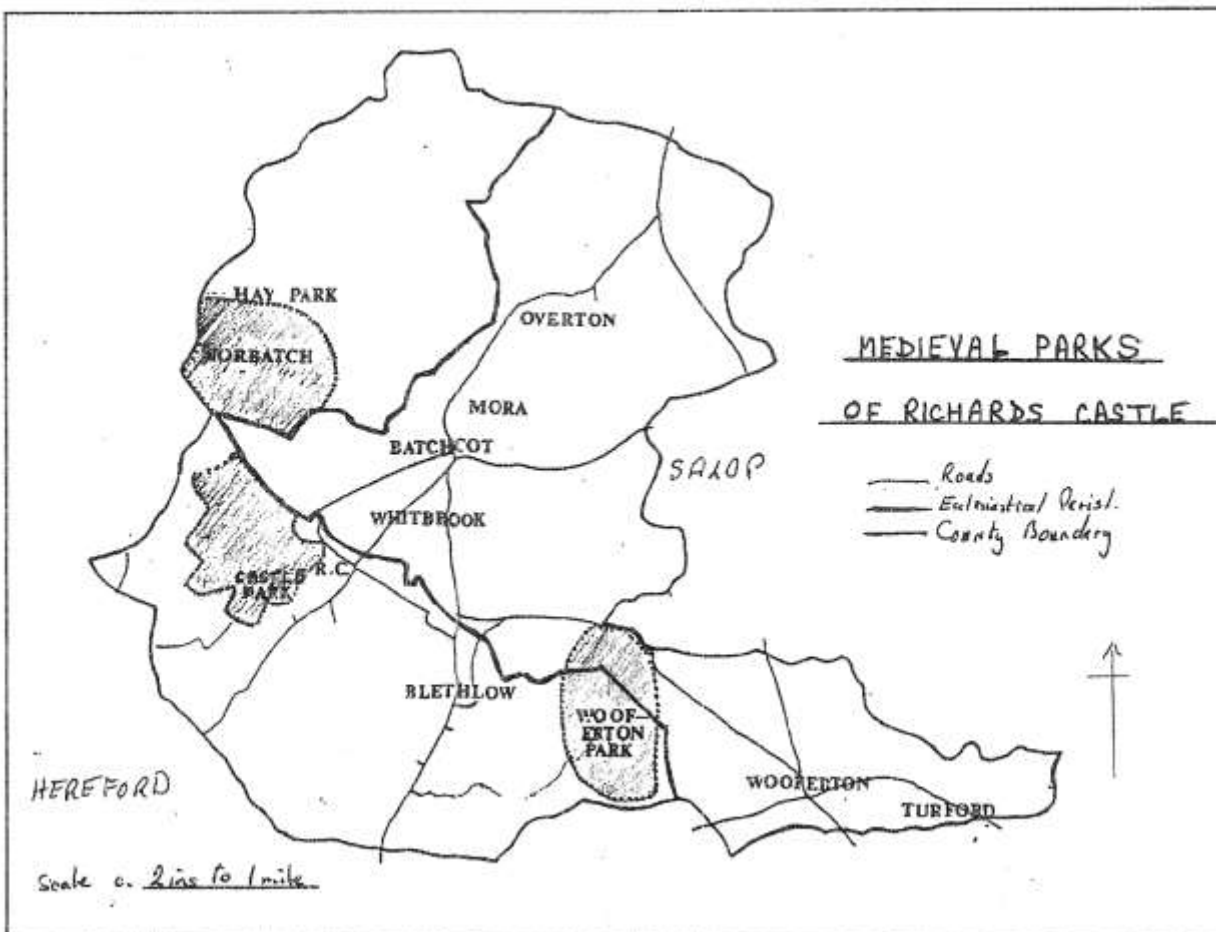 HAY PARK
NORBATCH
OVERTON
MORA
BATCHCOT
WHITBROOK
CASTLE
PARK
R.C.
BLETHLOW
WOOF-
ERTON
PARK
WOOFERTON
TURFORD
SALOP
HEREFORD
MEDIEVAL PARKS
OF RICHARDS CASTLE
Roads
Ecclesiastical Parish.
County Boundary
Scale c. 2ins to 1 mile